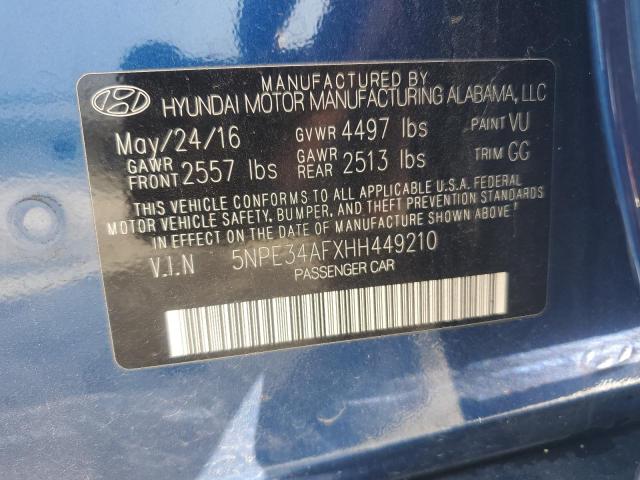 MANUFACTURED BY
HYUNDAI MOTOR MANUFACTURING ALABAMA, LLC
May/24/16 GVWR 4497 lbs PAINT VU
GAWR FRONT 2557 lbs GAWR REAR 2513 lbs TRIM GG
THIS VEHICLE CONFORMS TO ALL APPLICABLE U.S.A. FEDERAL
MOTOR VEHICLE SAFETY, BUMPER, AND THEFT PREVENTION STANDARDS
IN EFFECT ON THE DATE OF MANUFACTURE SHOWN ABOVE
V.I.N 5NPE34AFXHH449210
PASSENGER CAR